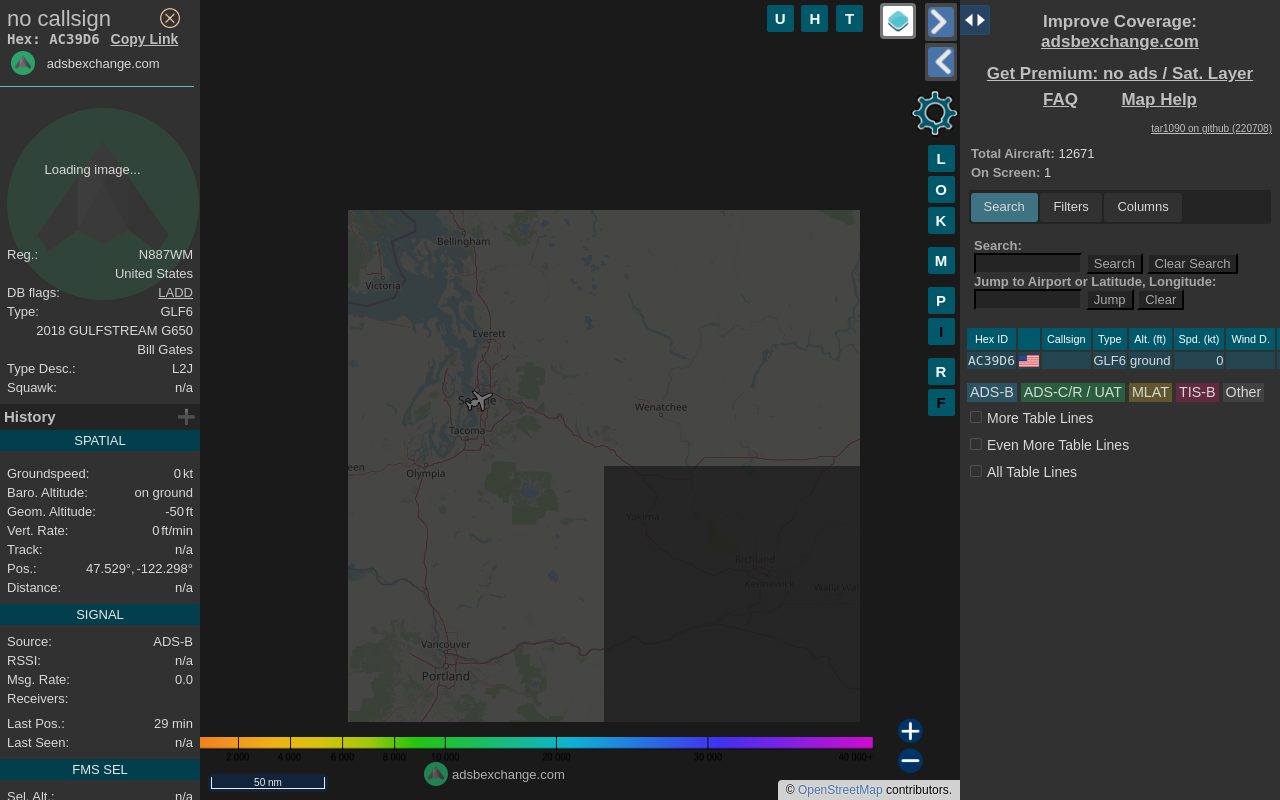 no callsign
Hex: AC39D6 Copy Link
adsbexchange.com
Loading image...
Reg.: N887WM
United States
DB flags: LADD
Type: GLF6
2018 GULFSTREAM G650
Bill Gates
Type Desc.: L2J
Squawk: n/a
History
SPATIAL
Groundspeed: 0 kt
Baro. Altitude: on ground
Geom. Altitude: -50 ft
Vert. Rate: 0 ft/min
Track: n/a
Pos.: 47.529°, -122.298°
Distance: n/a
SIGNAL
Source: ADS-B
RSSI: n/a
Msg. Rate: 0.0
Receivers:
Last Pos.: 29 min
Last Seen: n/a
FMS SEL
Sel. Alt.: n/a
U H T
L
O
K
M
P
I
R
F
Bellingham
Victoria
Everett
Wenatchee
Tacoma
een
Olympia
Yakima
Richland
Kennewick
Walla Wal
Vancouver
Portland
2 000 4 000 6 000 8 000 10 000 20 000 30 000 40 000+
adsbexchange.com
50 nm
© OpenStreetMap contributors.
Improve Coverage:
adsbexchange.com
Get Premium: no ads / Sat. Layer
FAQ Map Help
tar1090 on github (220708)
Total Aircraft: 12671
On Screen: 1
Search Filters Columns
Search:
Search Clear Search
Jump to Airport or Latitude, Longitude:
Jump Clear
Hex ID Callsign Type Alt. (ft) Spd. (kt) Wind D.
AC39D6 GLF6 ground 0
ADS-B ADS-C/R / UAT MLAT TIS-B Other
More Table Lines
Even More Table Lines
All Table Lines